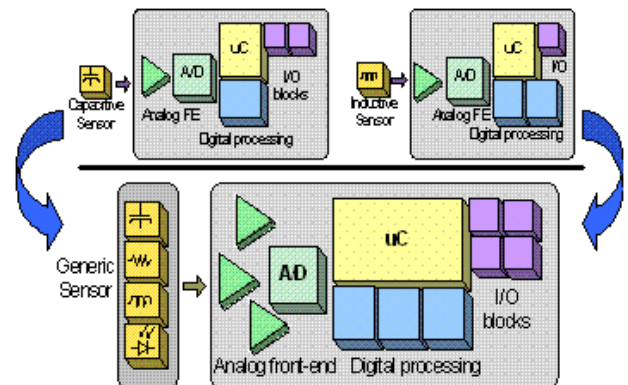 uC
A/D
I/O
blocks
Capacitive
Sensor
Analog FE
Digital processing
uC
A/D
I/O
Inductive
Sensor
Analog FE
Digital processing
Generic
Sensor
A/D
uC
I/O
blocks
Analog front-end
Digital processing